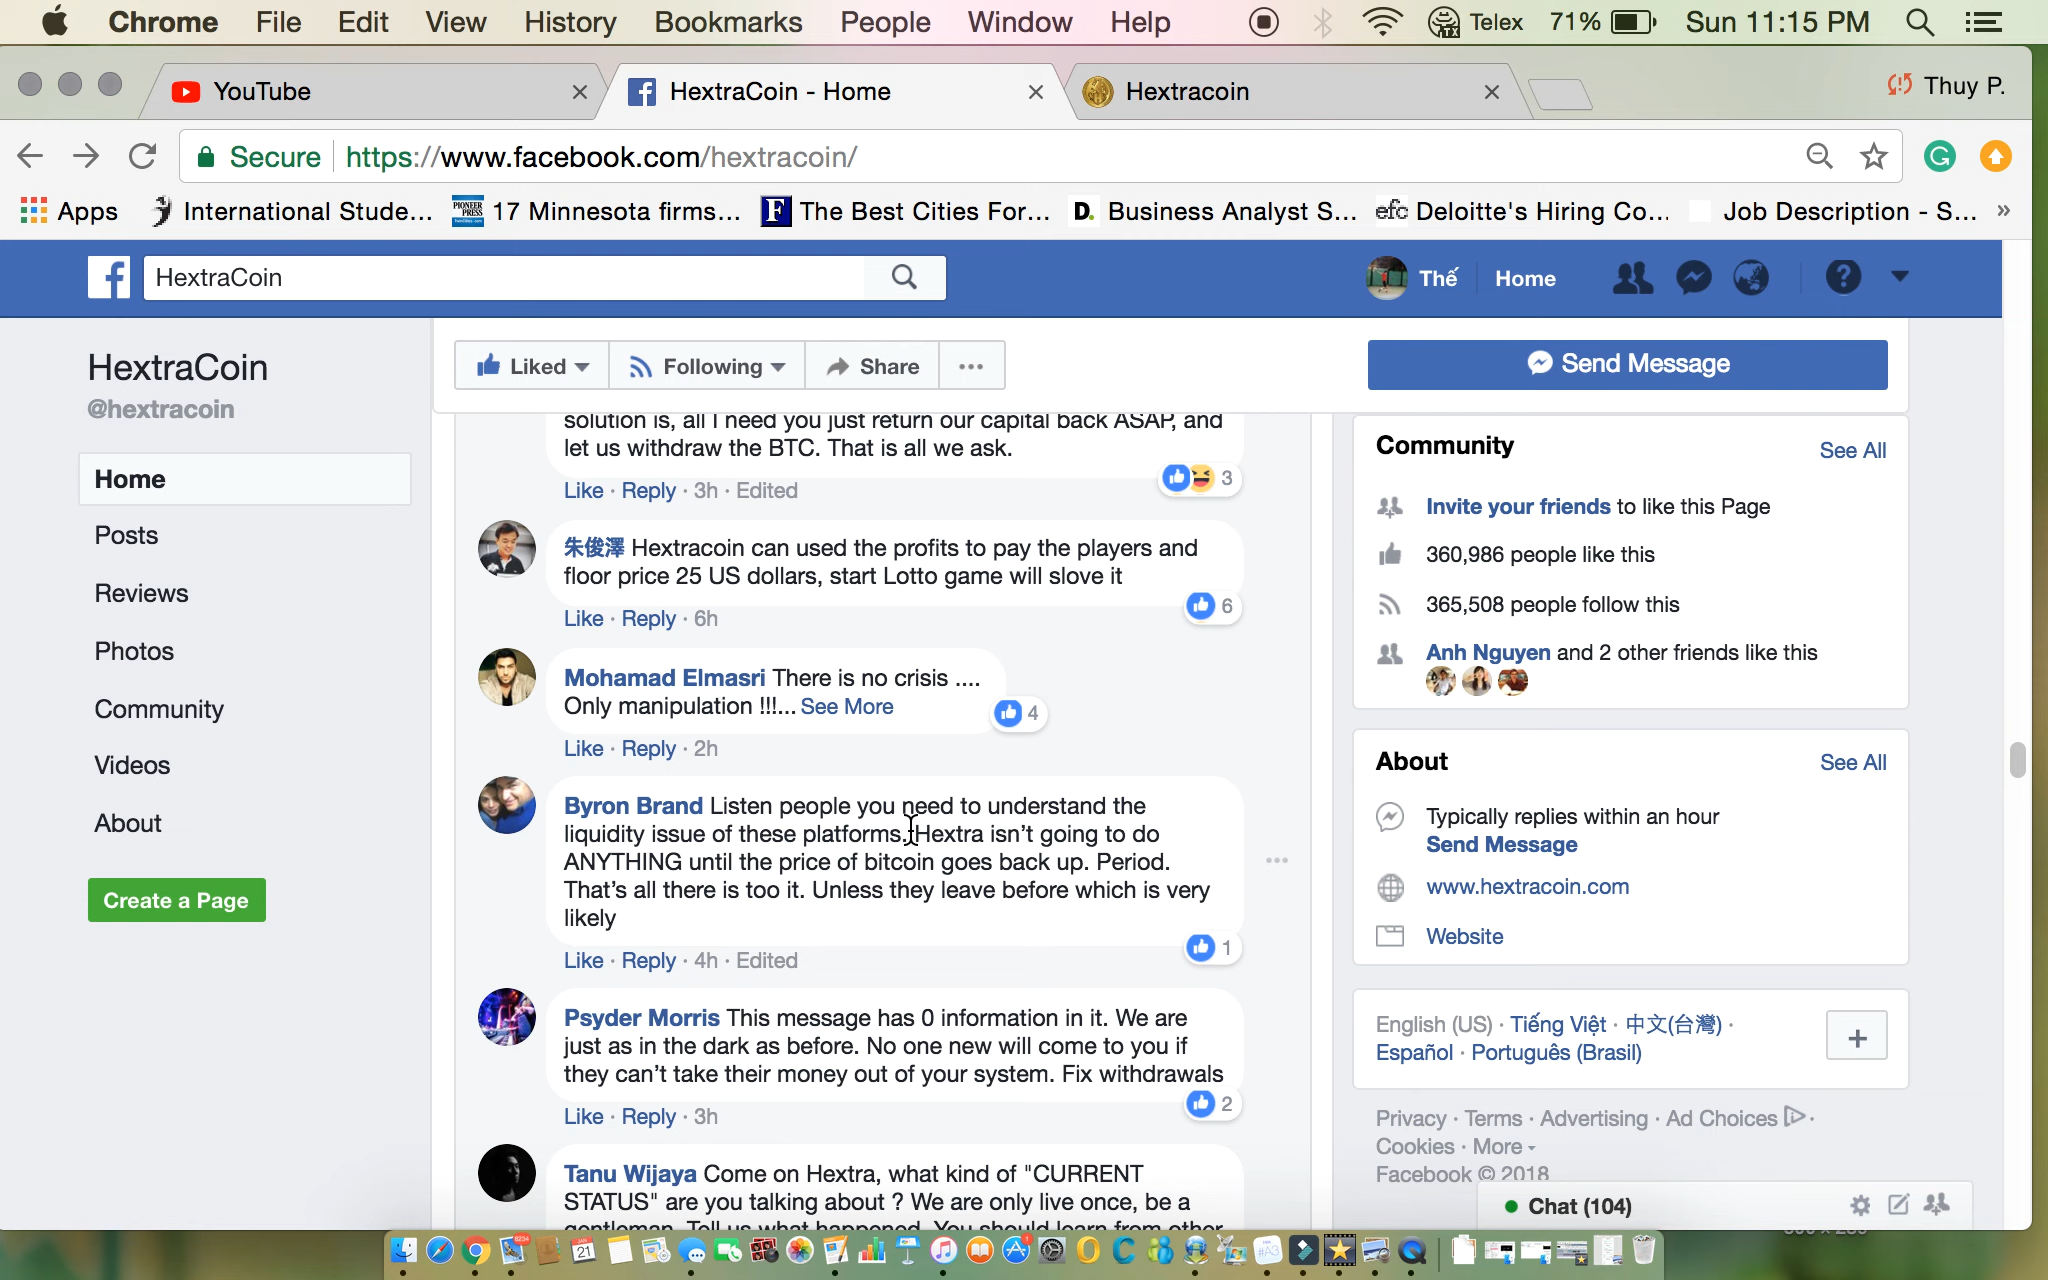 Chrome File Edit View History Bookmarks People Window Help Telex 71% Sun 11:15 PM
YouTube HextraCoin - Home Hextracoin Thuy P.
Secure https://www.facebook.com/hextracoin/
Apps International Stude... 17 Minnesota firms... The Best Cities For... Business Analyst S... Deloitte's Hiring Co... Job Description - S... »
HextraCoin Thế Home
HextraCoin
@hextracoin
Home
Posts
Reviews
Photos
Community
Videos
About
Create a Page
Liked Following Share ...
Send Message
solution is, all I need you just return our capital back ASAP, and
let us withdraw the BTC. That is all we ask.
3
Like · Reply · 3h · Edited
朱俊澤 Hextracoin can used the profits to pay the players and
floor price 25 US dollars, start Lotto game will slove it
6
Like · Reply · 6h
Mohamad Elmasri There is no crisis ....
Only manipulation !!!... See More
4
Like · Reply · 2h
Byron Brand Listen people you need to understand the
liquidity issue of these platforms. Hextra isn't going to do
ANYTHING until the price of bitcoin goes back up. Period.
That's all there is too it. Unless they leave before which is very
likely
1
Like · Reply · 4h · Edited
Psyder Morris This message has 0 information in it. We are
just as in the dark as before. No one new will come to you if
they can't take their money out of your system. Fix withdrawals
2
Like · Reply · 3h
Tanu Wijaya Come on Hextra, what kind of "CURRENT
STATUS" are you talking about ? We are only live once, be a
gentleman. Tell us what happened. You should learn from other
Community See All
Invite your friends to like this Page
360,986 people like this
365,508 people follow this
Anh Nguyen and 2 other friends like this
About See All
Typically replies within an hour
Send Message
www.hextracoin.com
Website
English (US) · Tiếng Việt · 中文(台灣) ·
Español · Português (Brasil)
+
Privacy · Terms · Advertising · Ad Choices ·
Cookies · More
Facebook © 2018
Chat (104)